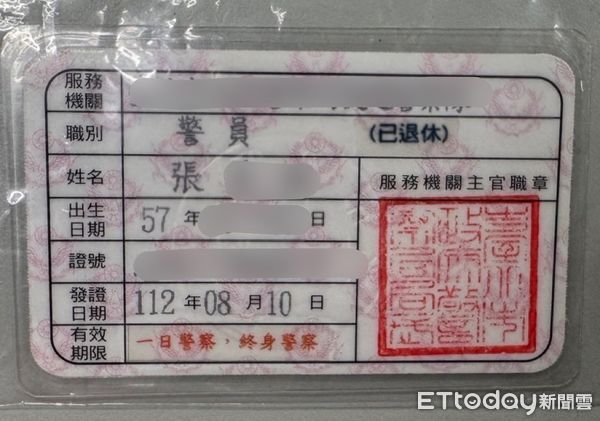 服務機關
職別 警員 (已退休)
姓名 張
服務機關主官職章
出生日期 57 年 日
證號
發證日期 112 年 08 月 10 日
有效期限 一日警察，終身警察
ETtoday新聞雲